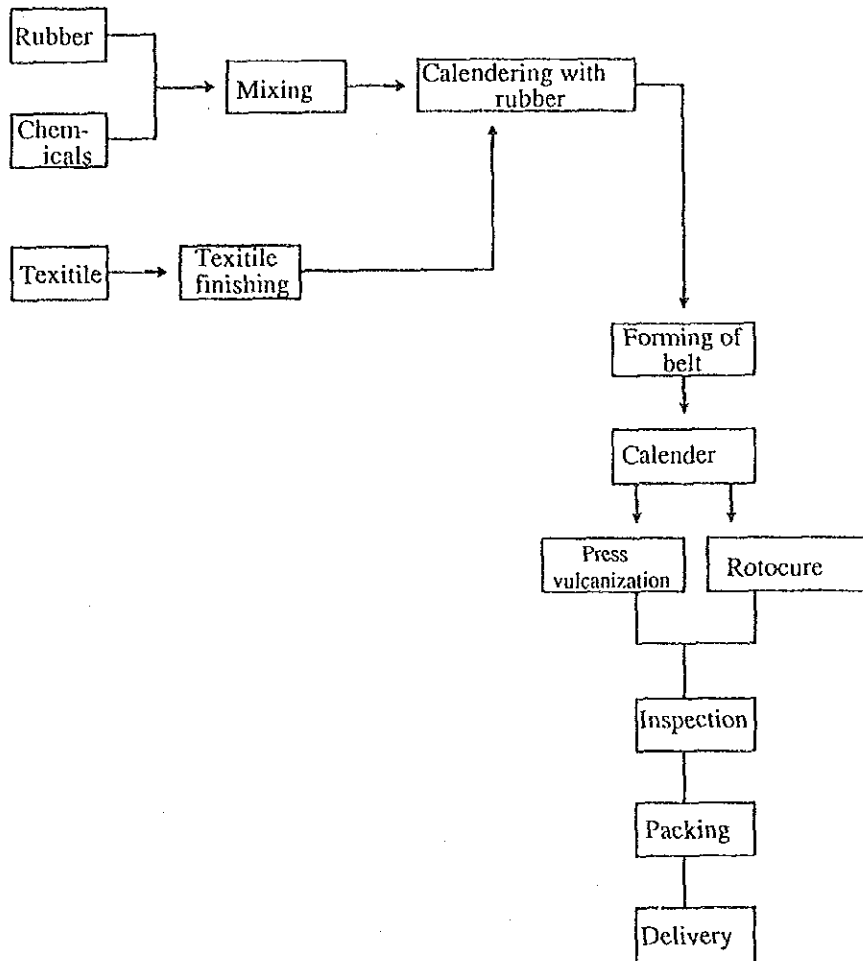 Rubber
Chem-
icals
Mixing
Calendering with
rubber
Texitile
Texitile
finishing
Forming of
belt
Calender
Press
vulcanization
Rotocure
Inspection
Packing
Delivery